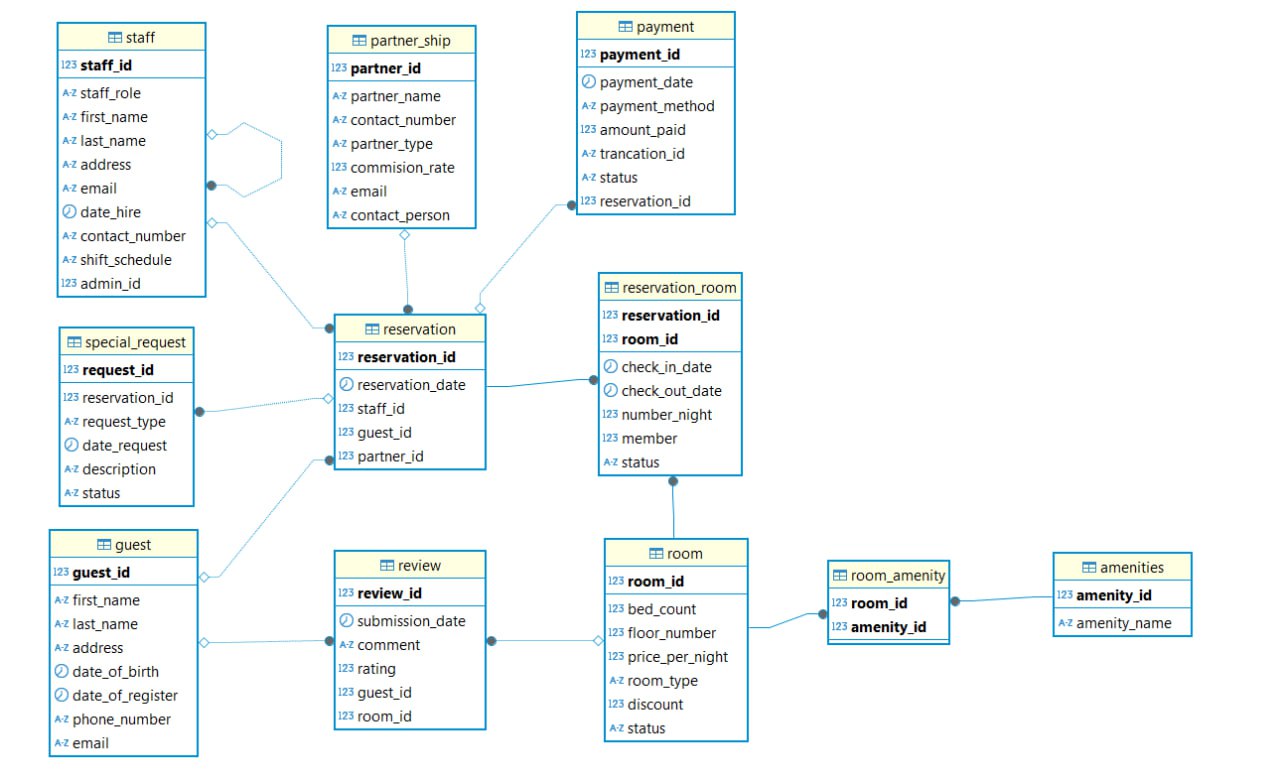 staff
123 staff_id
A-Z staff_role
A-Z first_name
A-Z last_name
A-Z address
A-Z email
date_hire
A-Z contact_number
A-Z shift_schedule
123 admin_id
partner_ship
123 partner_id
A-Z partner_name
A-Z contact_number
A-Z partner_type
123 commision_rate
A-Z email
A-Z contact_person
payment
123 payment_id
payment_date
A-Z payment_method
123 amount_paid
A-Z trancation_id
A-Z status
123 reservation_id
special_request
123 request_id
123 reservation_id
A-Z request_type
date_request
A-Z description
A-Z status
reservation
123 reservation_id
reservation_date
123 staff_id
123 guest_id
123 partner_id
reservation_room
123 reservation_id
123 room_id
check_in_date
check_out_date
123 number_night
123 member
A-Z status
guest
123 guest_id
A-Z first_name
A-Z last_name
A-Z address
date_of_birth
date_of_register
A-Z phone_number
A-Z email
review
123 review_id
submission_date
A-Z comment
123 rating
123 guest_id
123 room_id
room
123 room_id
123 bed_count
123 floor_number
123 price_per_night
A-Z room_type
123 discount
A-Z status
room_amenity
123 room_id
123 amenity_id
amenities
123 amenity_id
A-Z amenity_name